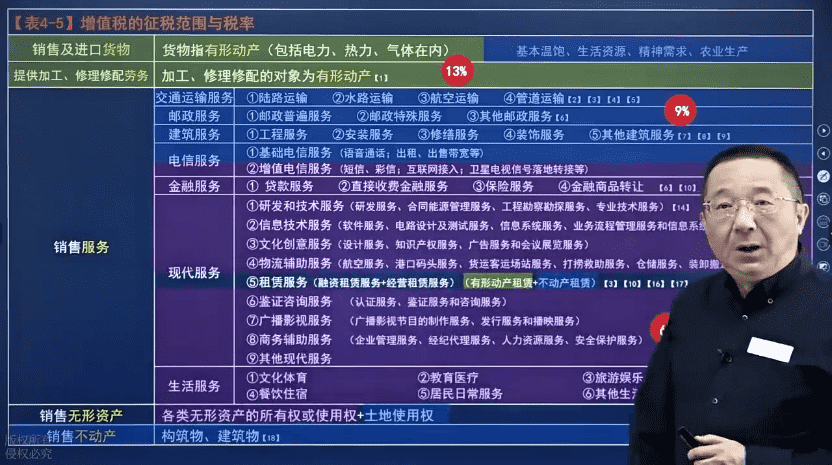 【表4-5】增值税的征税范围与税率
销售及进口货物 货物指有形动产（包括电力、热力、气体在内） 基本温饱、生活资源、精神需求、农业生产
提供加工、修理修配劳务 加工、修理修配的对象为有形动产【1】 13%
销售服务
交通运输服务 ①陆路运输 ②水路运输 ③航空运输 ④管道运输【2】【3】【4】【5】 9%
邮政服务 ①邮政普遍服务 ②邮政特殊服务 ③其他邮政服务【6】
建筑服务 ①工程服务 ②安装服务 ③修缮服务 ④装饰服务 ⑤其他建筑服务【7】【8】【9】
电信服务 ①基础电信服务（语音通话；出租、出售带宽等）
②增值电信服务（短信、彩信；互联网接入；卫星电视信号落地转接等）
金融服务 ① 贷款服务 ②直接收费金融服务 ③保险服务 ④金融商品转让 【6】【10】
现代服务
①研发和技术服务（研发服务、合同能源管理服务、工程勘察勘探服务、专业技术服务）【14】
②信息技术服务（软件服务、电路设计及测试服务、信息系统服务、业务流程管理服务和信息系统
③文化创意服务（设计服务、知识产权服务、广告服务和会议展览服务）
④物流辅助服务（航空服务、港口码头服务、货运客运场站服务、打捞救助服务、仓储服务、装卸搬
⑤租赁服务（融资租赁服务+经营租赁服务）（有形动产租赁+不动产租赁）【3】【10】【16】【17】
⑥鉴证咨询服务 （认证服务、鉴证服务和咨询服务）
⑦广播影视服务 （广播影视节目的制作服务、发行服务和播映服务）
⑧商务辅助服务 （企业管理服务、经纪代理服务、人力资源服务、安全保护服务）
⑨其他现代服务
生活服务 ①文化体育 ②教育医疗 ③旅游娱乐
④餐饮住宿 ⑤居民日常服务 ⑥其他生
销售无形资产 各类无形资产的所有权或使用权+土地使用权
销售不动产 构筑物、建筑物【18】
版权所有
侵权必究